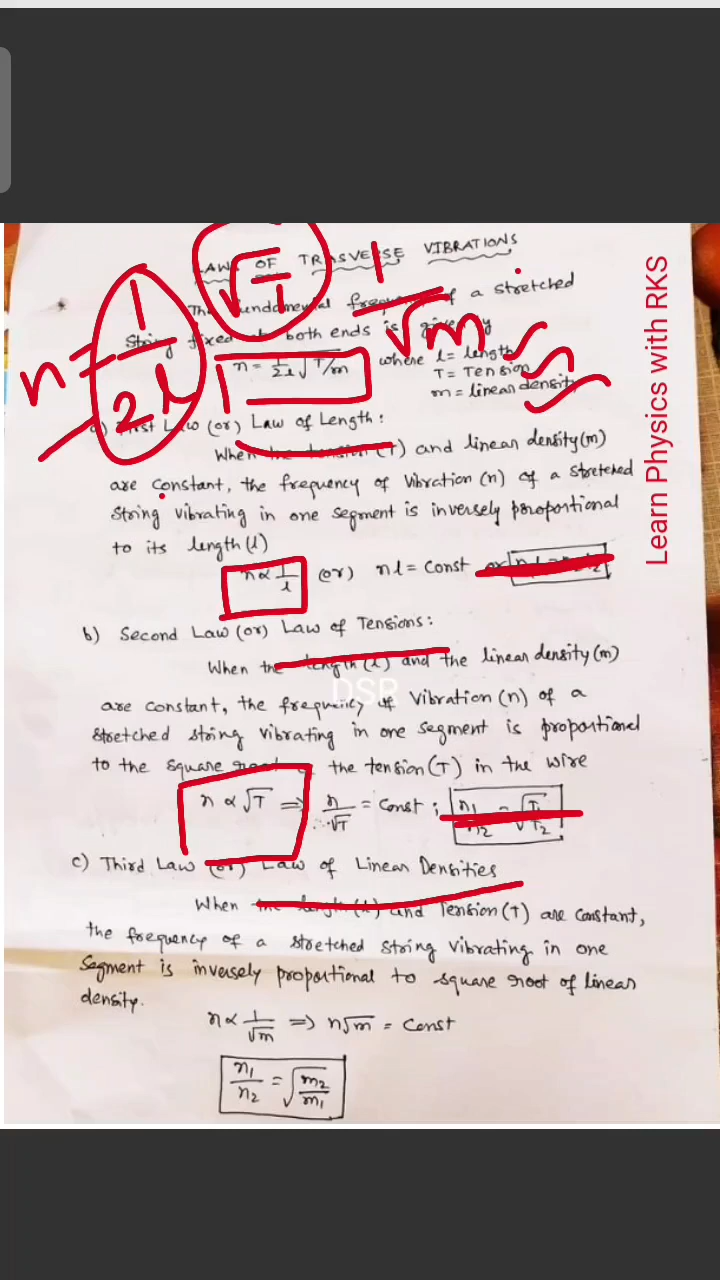 LAWS OF TRANSVERSE VIBRATIONS
The fundamental frequency of a stretched
String fixed at both ends is given by
n = 1/2l √T/m where l = length
T = Tension
m = linear density
n = 1/2l √T 1/√m
a) First Law (or) Law of Length:
When the tension (T) and linear density (m)
are constant, the frequency of vibration (n) of a stretched
string vibrating in one segment is inversely poroportional
to its length (l)
n ∝ 1/l (or) nl = Const or
b) Second Law (or) Law of Tensions:
When the length (l) and the linear density (m)
are constant, the frequency of vibration (n) of a
stretched string vibrating in one segment is proportional
to the square root of the tension (T) in the wire
n ∝ √T ⟹ n/√T = Const ; n1/n2 = √T1/T2
c) Third Law (or) Law of Linear Densities
When the length (l) and Tension (T) are constant,
the frequency of a stretched string vibrating in one
segment is inversely proportional to square root of linear
density.
n ∝ 1/√m ⟹ n√m = Const
n1/n2 = √m2/m1
Learn Physics with RKS
DSR